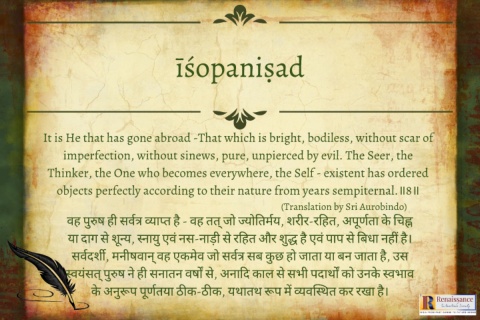 īśopaniṣad
It is He that has gone abroad -That which is bright, bodiless, without scar of
imperfection, without sinews, pure, unpierced by evil. The Seer, the
Thinker, the One who becomes everywhere, the Self - existent has ordered
objects perfectly according to their nature from years sempiternal.॥8॥
(Translation by Sri Aurobindo)
वह पुरुष ही सर्वत्र व्याप्त है - वह तत् जो ज्योतिर्मय, शरीर-रहित, अपूर्णता के चिह्न
या दाग से शून्य, स्नायु एवं नस-नाड़ी से रहित और शुद्ध है एवं पाप से बिधा नहीं है।
सर्वदर्शी, मनीषवान् वह एकमेव जो सर्वत्र सब कुछ हो जाता या बन जाता है, उस
स्वयंसत् पुरुष ने ही सनातन वर्षों से, अनादि काल से सभी पदार्थों को उनके स्वभाव
के अनुरूप पूर्णतया ठीक-ठीक, यथातथ रूप में व्यवस्थित कर रखा है।
Renaissance